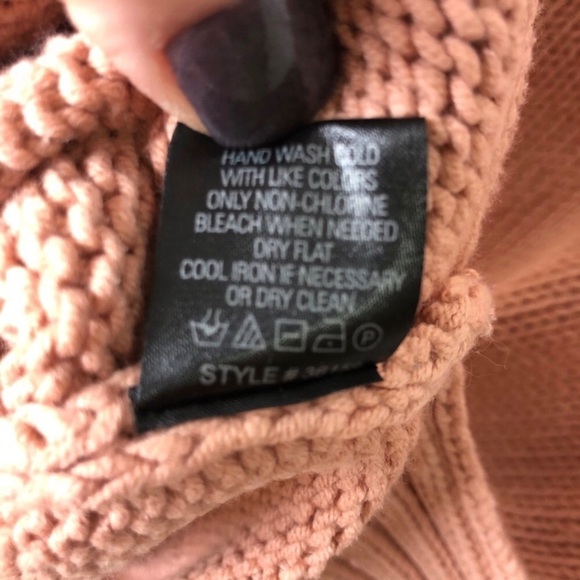 HAND WASH COLD
WITH LIKE COLORS
ONLY NON-CHLORINE
BLEACH WHEN NEEDED
DRY FLAT
COOL IRON IF NECESSARY
OR DRY CLEAN
P
STYLE #